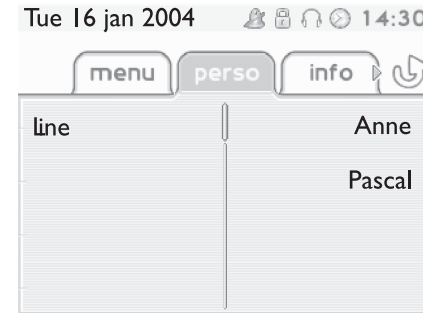 Tue 16 jan 2004 14:30
menu perso info
line Anne
Pascal